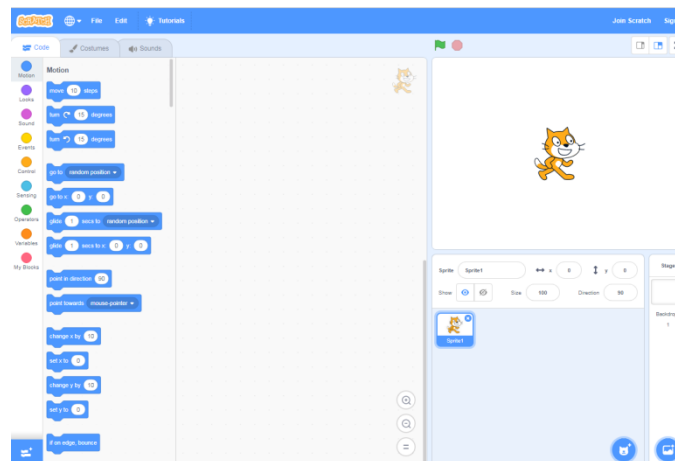 SCRATCH File Edit Tutorials Join Scratch
Code Costumes Sounds
Motion
Looks
Sound
Events
Control
Sensing
Operators
Variables
My Blocks
Motion
move 10 steps
turn 15 degrees
turn 15 degrees
go to random position
go to x: 0 y: 0
glide 1 secs to random position
glide 1 secs to x: 0 y: 0
point in direction 90
point towards mouse-pointer
change x by 10
set x to 0
change y by 10
set y to 0
if on edge, bounce
Sprite Sprite1 x 0 y 0
Show Size 100 Direction 90
Sprite1
Stage
1